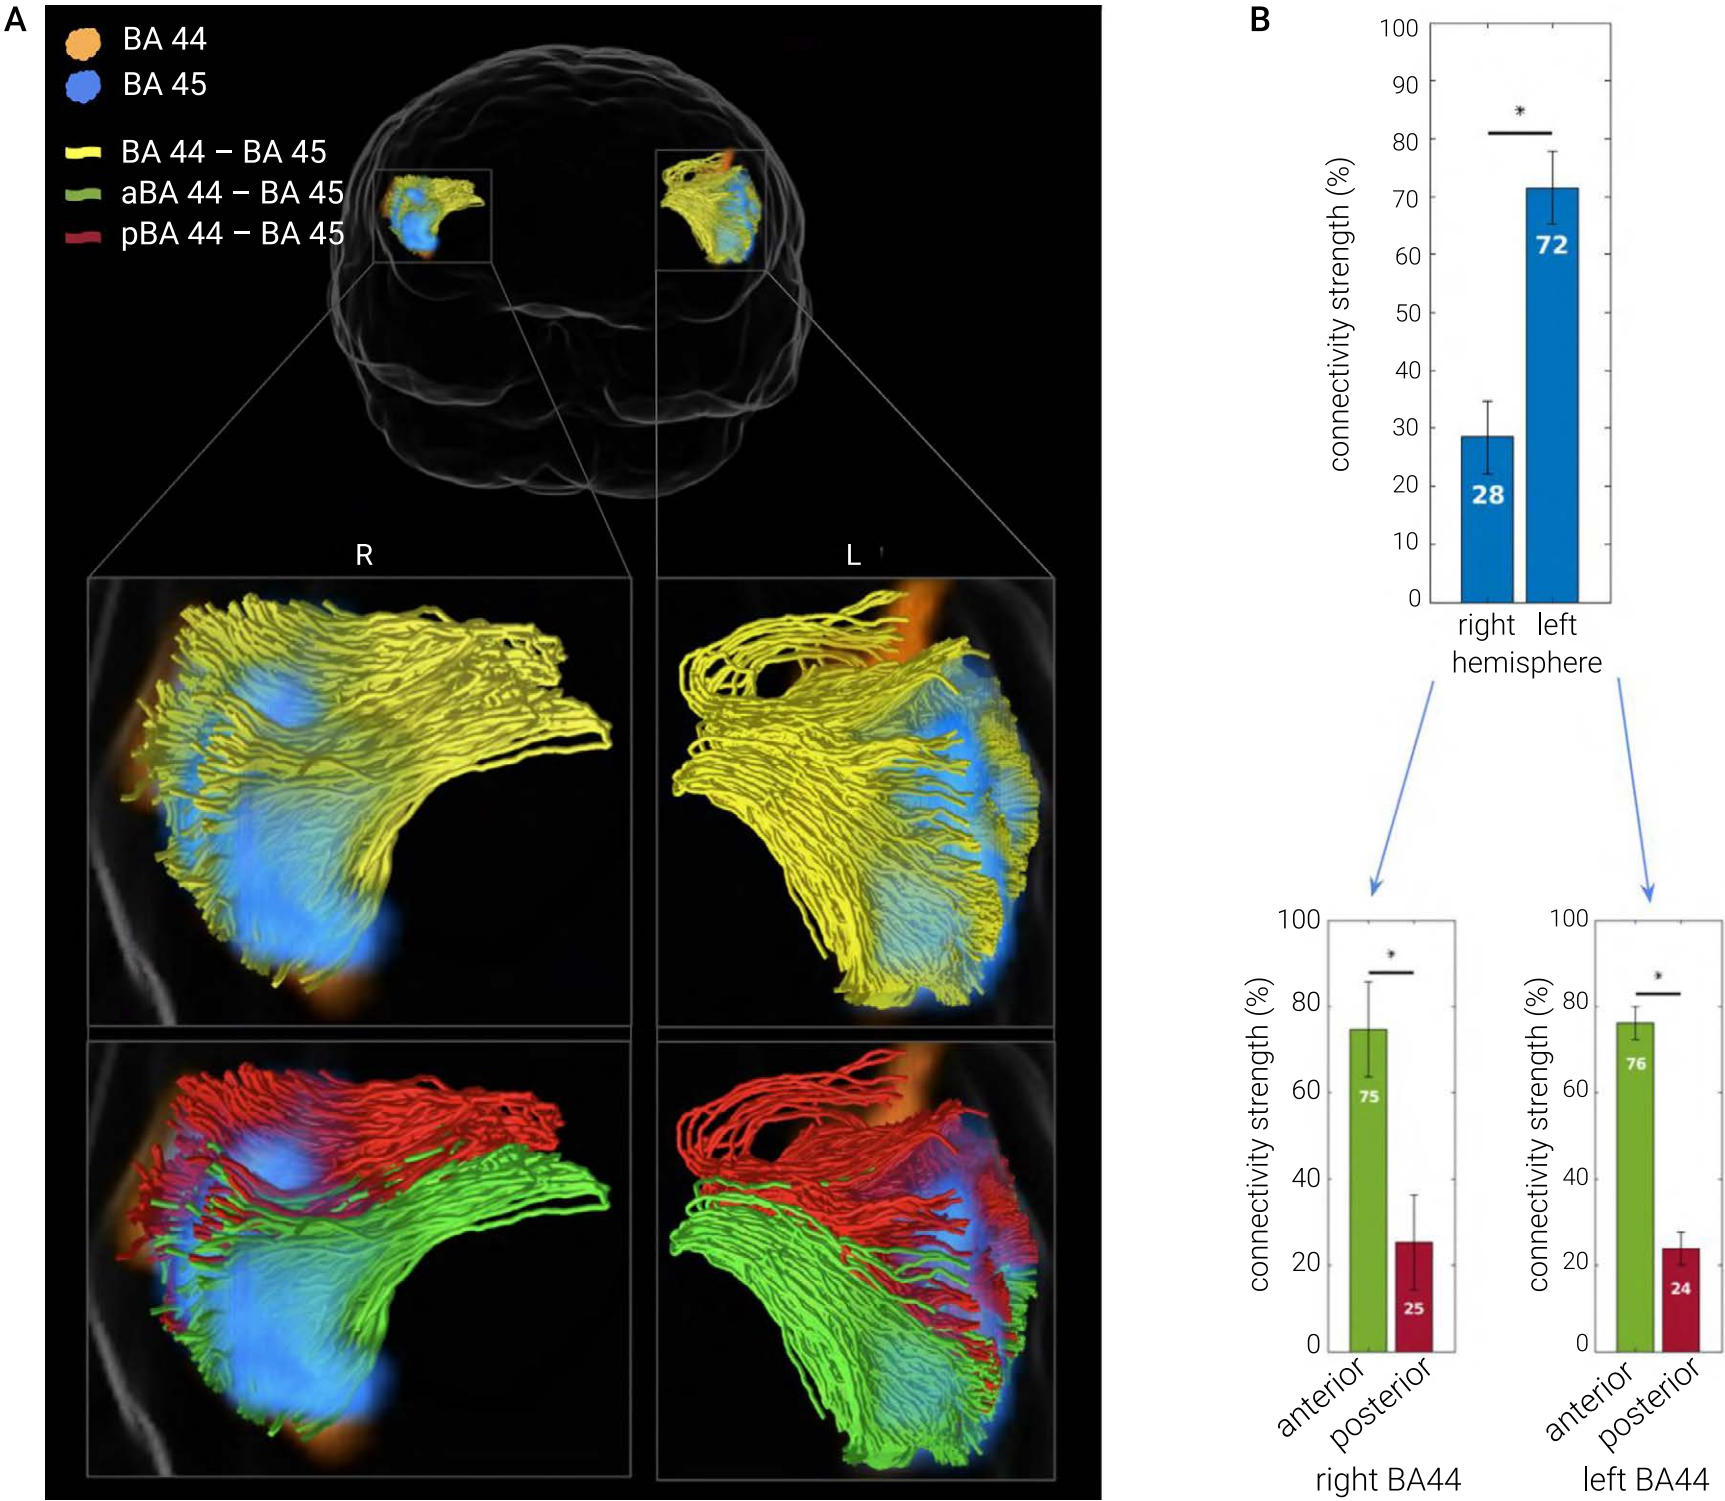 A
BA 44
BA 45
BA 44 – BA 45
aBA 44 – BA 45
pBA 44 – BA 45
R
L
B
connectivity strength (%)
100
90
80
70
60
50
40
30
20
10
0
*
28
72
right left
hemisphere
connectivity strength (%)
100
80
60
40
20
0
*
75
25
anterior
posterior
right BA44
connectivity strength (%)
100
80
60
40
20
0
*
76
24
anterior
posterior
left BA44